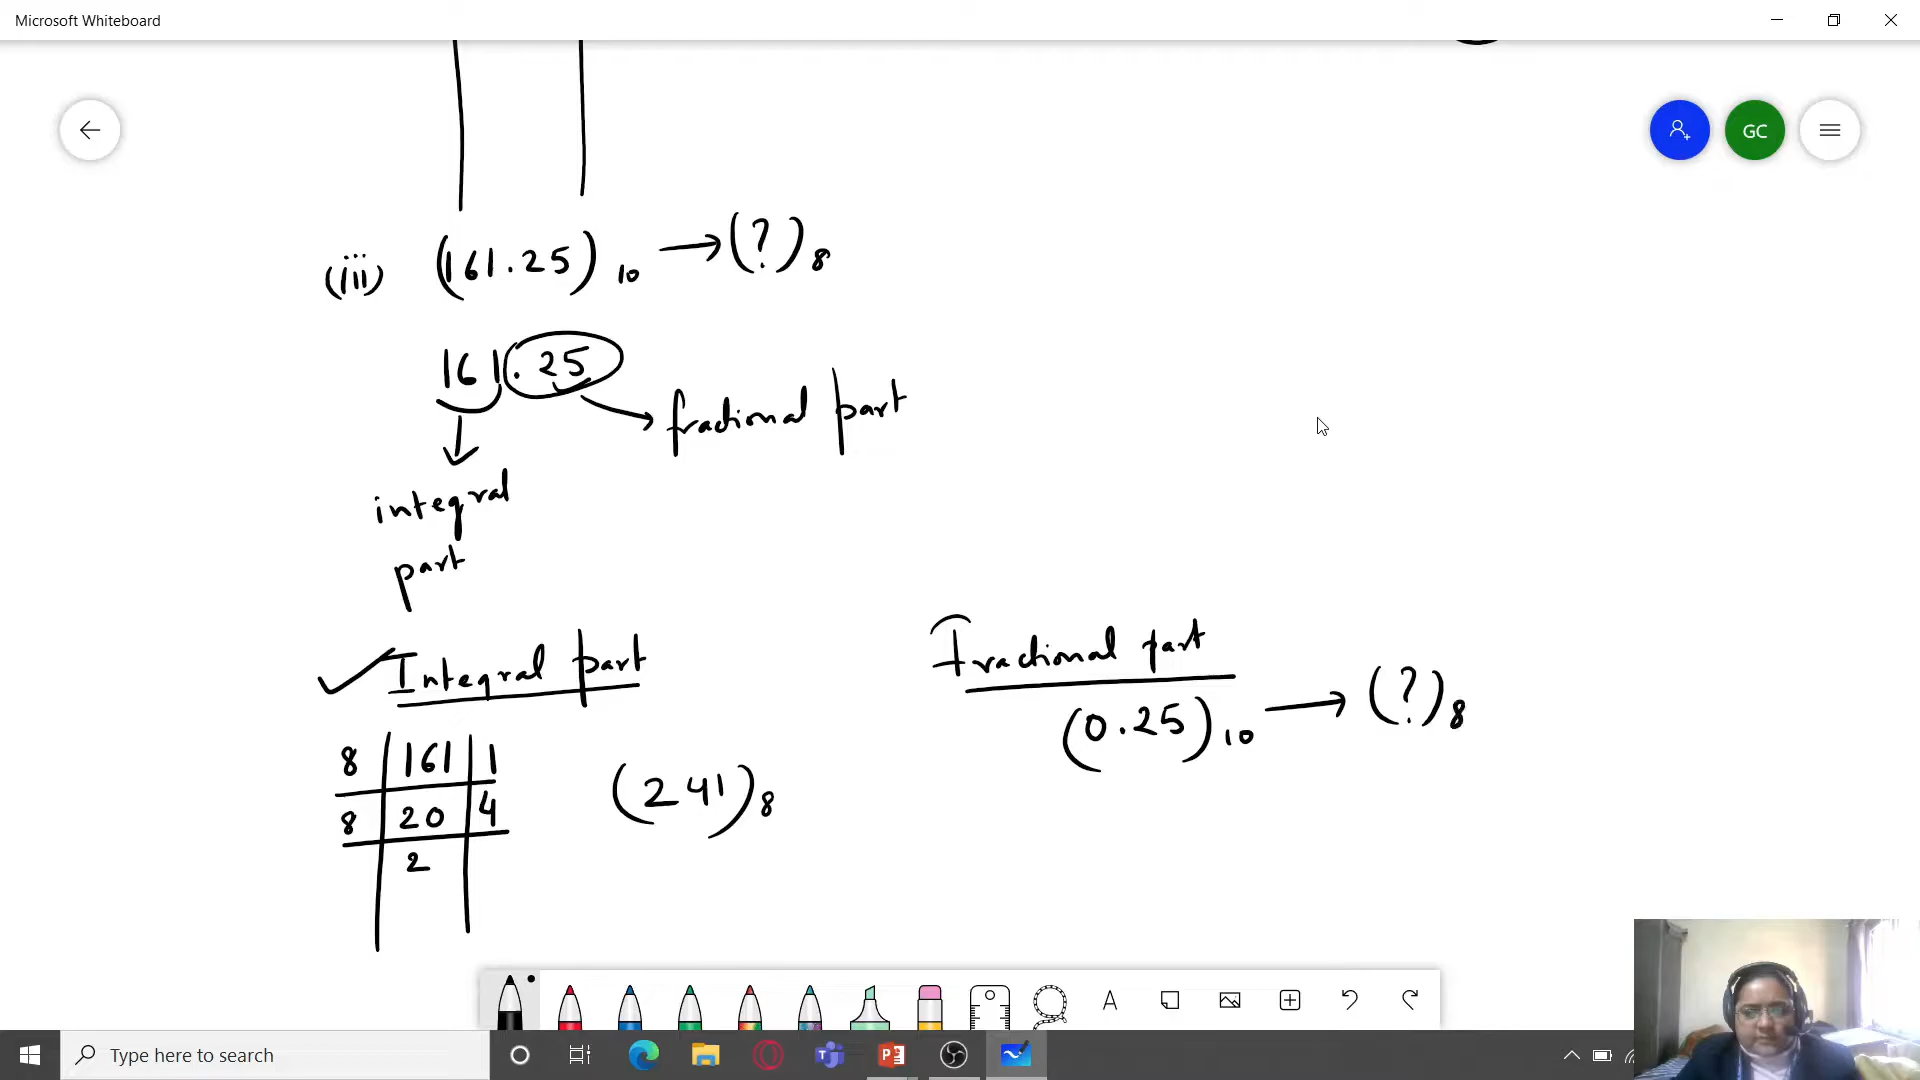 Microsoft Whiteboard
GC
(iii) (161.25)10 → (?)8
161.25
fractional part
integral
part
Integral part
Fractional part
(0.25)10 → (?)8
8 161 1
8 20 4
2
(241)8
A
Type here to search